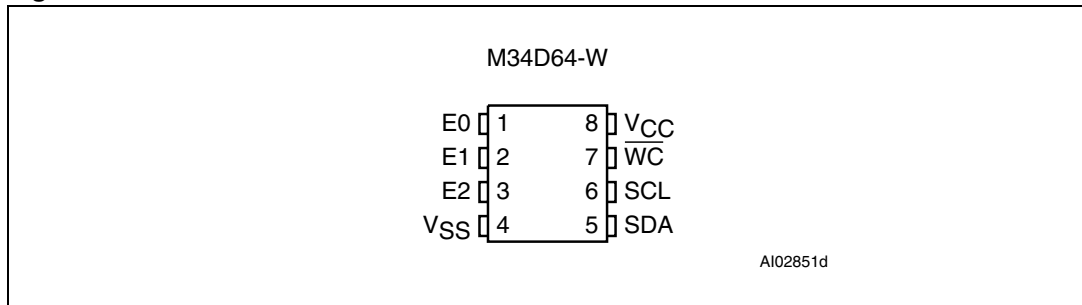 M34D64-W
E0 1 8 VCC
E1 2 7 WC
E2 3 6 SCL
VSS 4 5 SDA
AI02851d